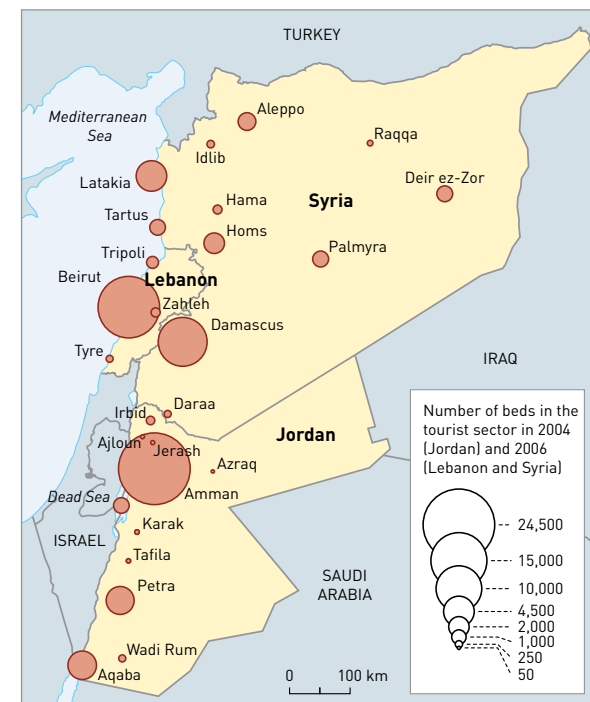 TURKEY
Mediterranean
Sea
Aleppo
Raqqa
Idlib
Deir ez-Zor
Latakia
Hama
Syria
Tartus
Homs
Tripoli
Palmyra
Beirut
Lebanon
Zahleh
Damascus
Tyre
IRAQ
Daraa
Irbid
Jordan
Ajloun
Jerash
Azraq
Amman
Dead Sea
Karak
ISRAEL
Tafila
Petra
SAUDI
ARABIA
Wadi Rum
Aqaba
0 100 km
Number of beds in the
tourist sector in 2004
(Jordan) and 2006
(Lebanon and Syria)
24,500
15,000
10,000
4,500
2,000
1,000
250
50